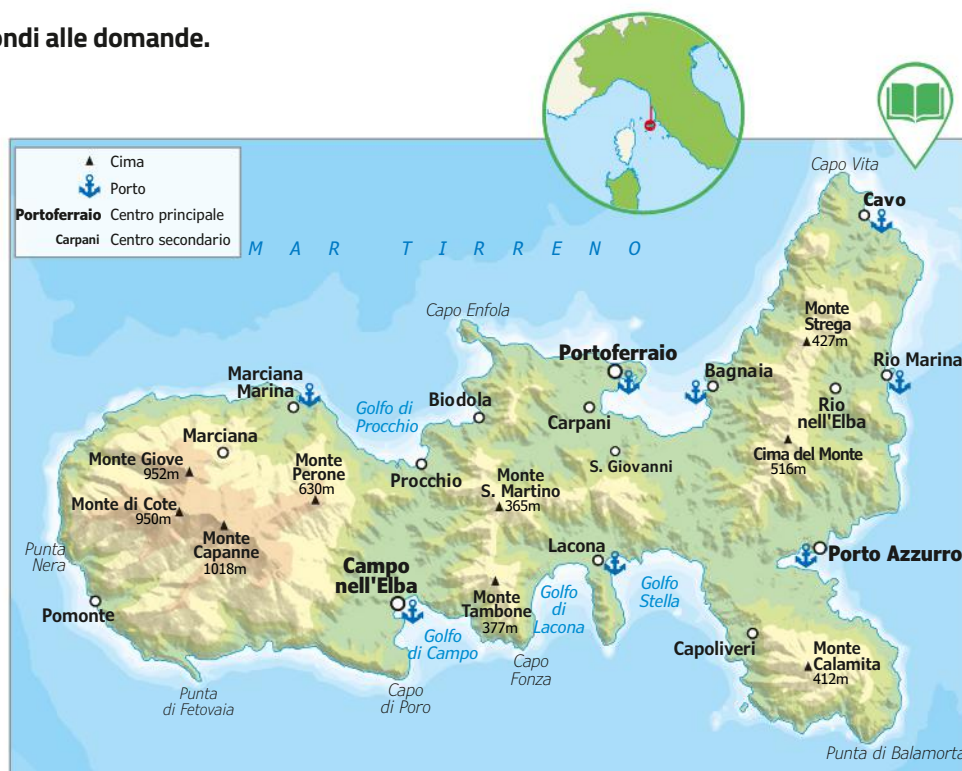 ondi alle domande.
Cima
Porto
Portoferraio Centro principale
Carpani Centro secondario
MAR TIRRENO
Capo Vita
Cavo
Capo Enfola
Monte
Strega
427m
Portoferraio
Marciana
Marina
Golfo di
Procchio
Biodola
Bagnaia
Rio Marina
Carpani
Rio
nell'Elba
Marciana
Monte Giove
952m
Monte
Perone
630m
Procchio
Monte
S. Martino
365m
S. Giovanni
Cima del Monte
516m
Monte di Cote
950m
Monte
Capanne
1018m
Punta
Nera
Lacona
Porto Azzurro
Campo
nell'Elba
Pomonte
Monte
Tambone
377m
Golfo
di
Lacona
Golfo
Stella
Golfo
di Campo
Capoliveri
Capo
Fonza
Monte
Calamita
412m
Punta
di Fetovaia
Capo
di Poro
Punta di Balamorta